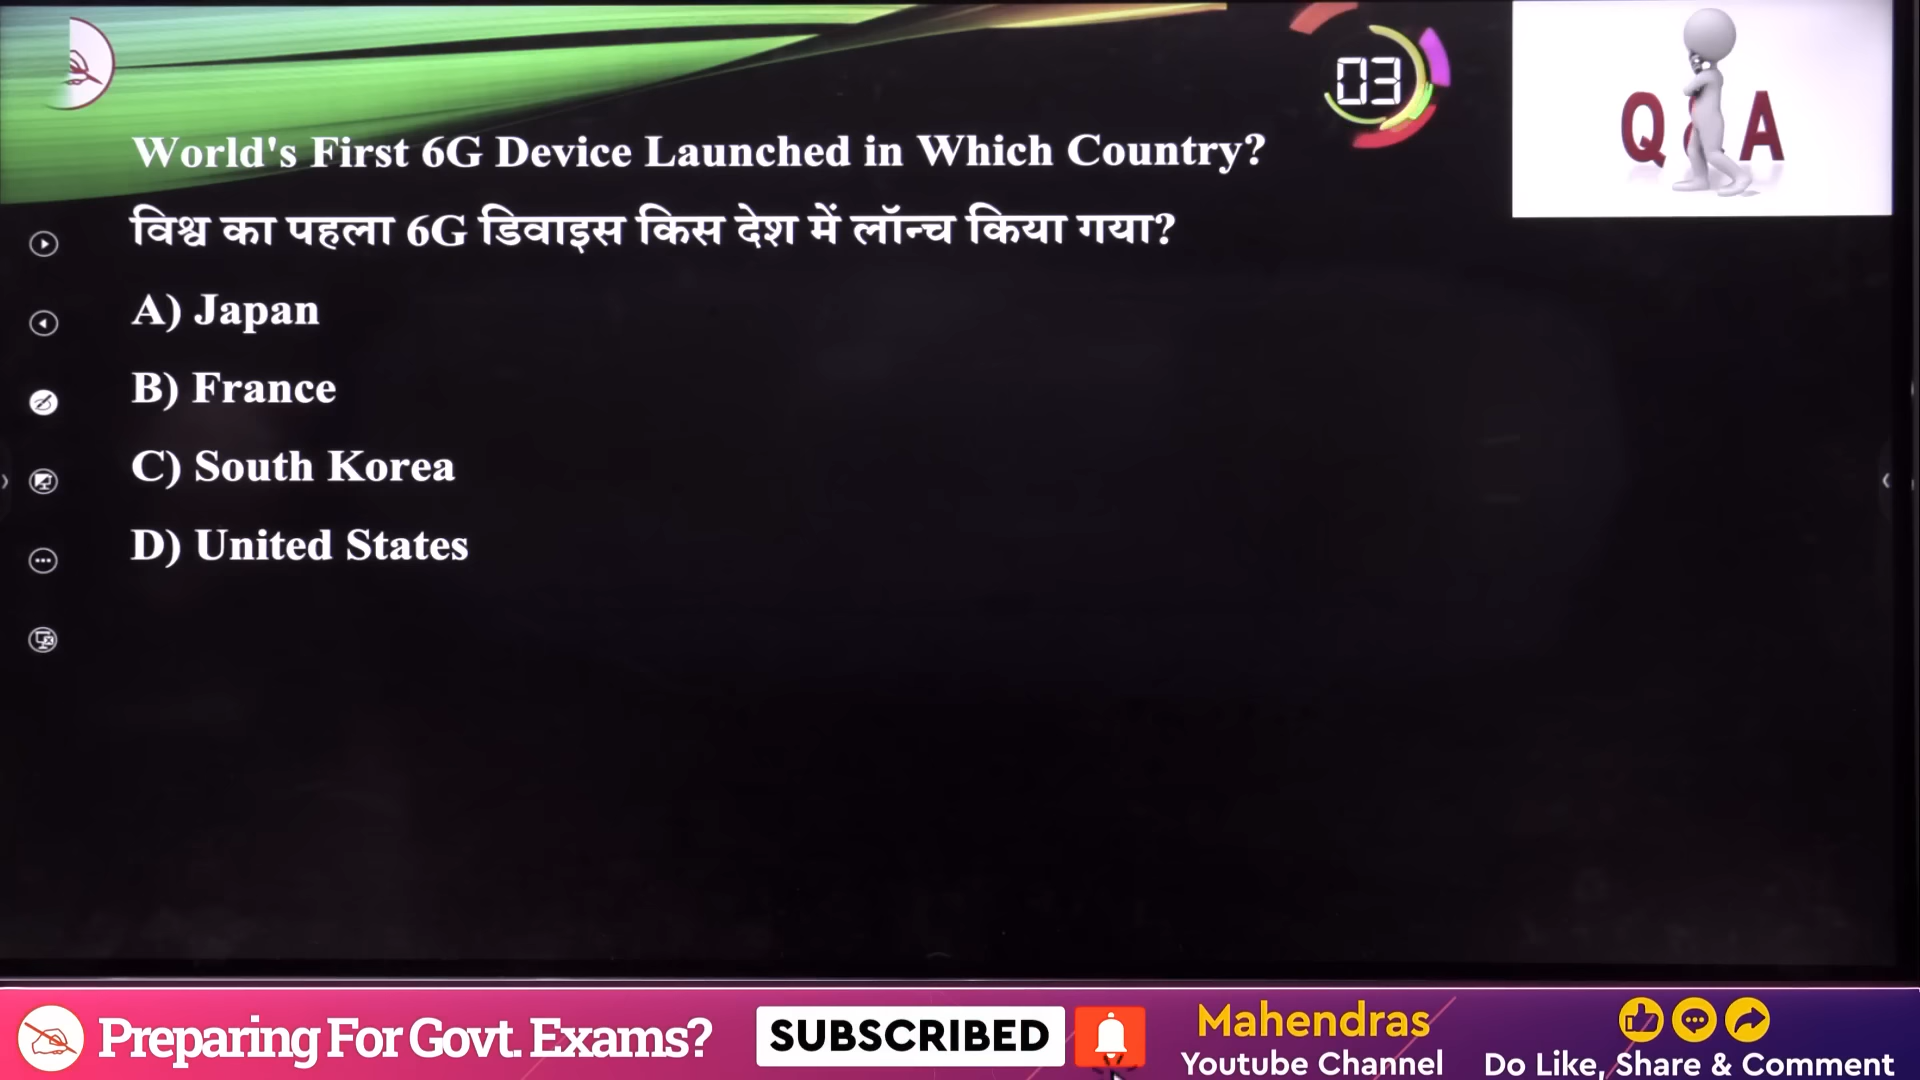 03
Q A
World's First 6G Device Launched in Which Country?
विश्व का पहला 6G डिवाइस किस देश में लॉन्च किया गया?
A) Japan
B) France
C) South Korea
D) United States
Preparing For Govt. Exams?
SUBSCRIBED
Mahendras
Youtube Channel
Do Like, Share & Comment